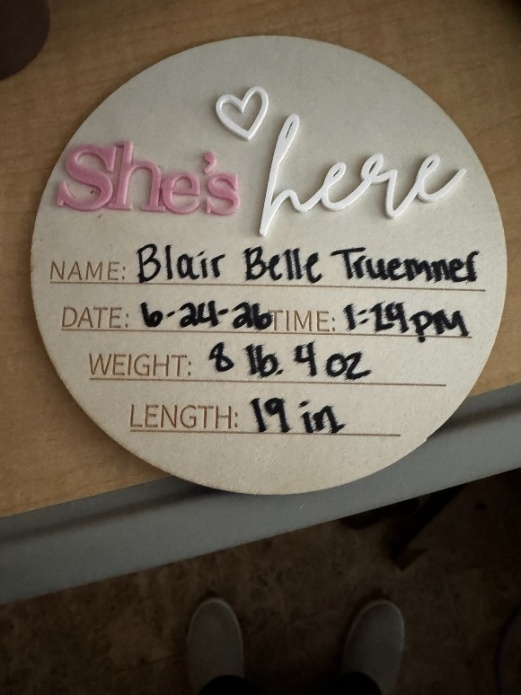 She's here
NAME: Blair Belle Truemner
DATE: 6-24-26 TIME: 1:29 PM
WEIGHT: 8 lb. 4 oz
LENGTH: 19 in